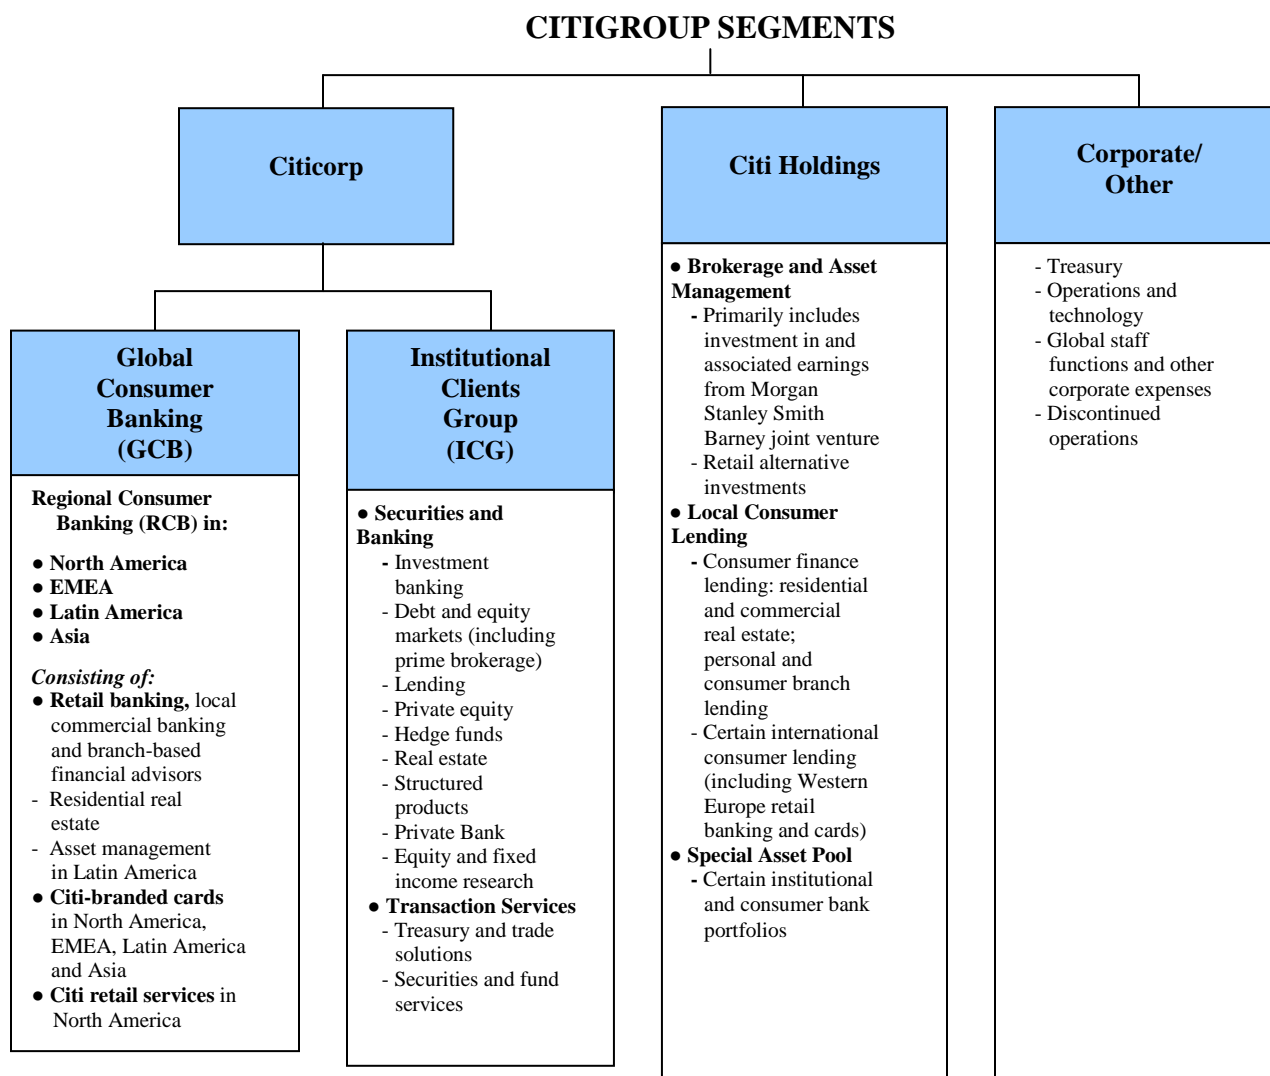 CITIGROUP SEGMENTS
Citicorp
Global
Consumer
Banking
(GCB)
Regional Consumer
Banking (RCB) in:
● North America
● EMEA
● Latin America
● Asia
Consisting of:
● Retail banking, local
commercial banking
and branch-based
financial advisors
- Residential real
estate
- Asset management
in Latin America
● Citi-branded cards
in North America,
EMEA, Latin America
and Asia
● Citi retail services in
North America
Institutional
Clients
Group
(ICG)
● Securities and
Banking
- Investment
banking
- Debt and equity
markets (including
prime brokerage)
- Lending
- Private equity
- Hedge funds
- Real estate
- Structured
products
- Private Bank
- Equity and fixed
income research
● Transaction Services
- Treasury and trade
solutions
- Securities and fund
services
Citi Holdings
● Brokerage and Asset
Management
- Primarily includes
investment in and
associated earnings
from Morgan
Stanley Smith
Barney joint venture
- Retail alternative
investments
● Local Consumer
Lending
- Consumer finance
lending: residential
and commercial
real estate;
personal and
consumer branch
lending
- Certain international
consumer lending
(including Western
Europe retail
banking and cards)
● Special Asset Pool
- Certain institutional
and consumer bank
portfolios
Corporate/
Other
- Treasury
- Operations and
technology
- Global staff
functions and other
corporate expenses
- Discontinued
operations